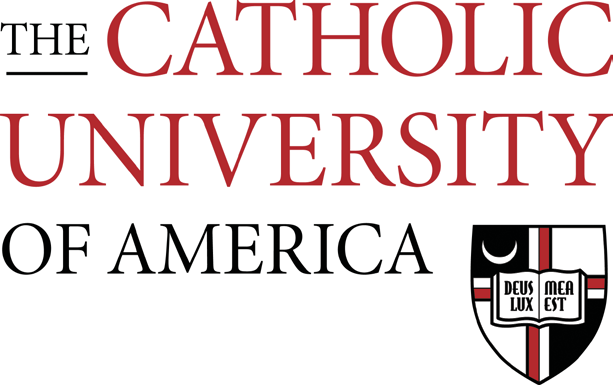 THE CATHOLIC
UNIVERSITY
OF AMERICA
DEUS MEA
LUX EST